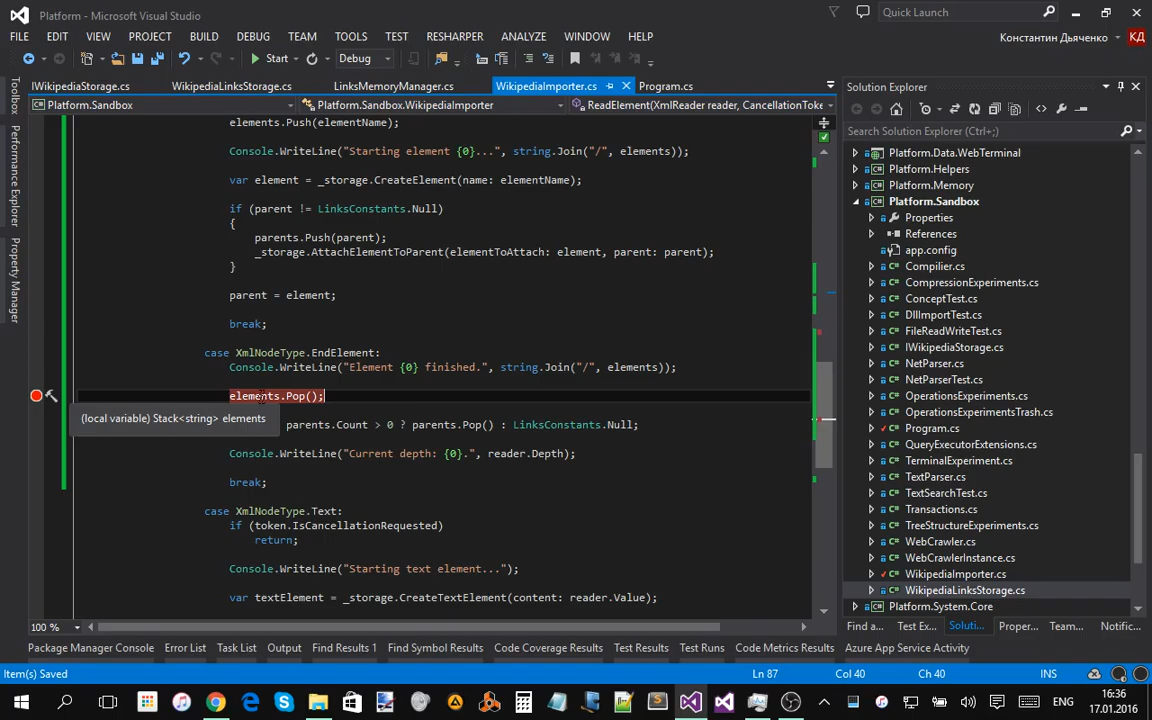 Platform - Microsoft Visual Studio
Quick Launch
FILE EDIT VIEW PROJECT BUILD DEBUG TEAM TOOLS TEST RESHARPER ANALYZE WINDOW HELP
Константин Дьяченко КД
Start Debug
IWikipediaStorage.cs WikipediaLinksStorage.cs LinksMemoryManager.cs WikipediaImporter.cs Program.cs
Platform.Sandbox Platform.Sandbox.WikipediaImporter ReadElement(XmlReader reader, CancellationToke
Toolbox
Performance Explorer
Property Manager
elements.Push(elementName);
Console.WriteLine("Starting element {0}...", string.Join("/", elements));
var element = _storage.CreateElement(name: elementName);
if (parent != LinksConstants.Null)
{
parents.Push(parent);
_storage.AttachElementToParent(elementToAttach: element, parent: parent);
}
parent = element;
break;
case XmlNodeType.EndElement:
Console.WriteLine("Element {0} finished.", string.Join("/", elements));
elements.Pop();
(local variable) Stack<string> elements
parents.Count > 0 ? parents.Pop() : LinksConstants.Null;
Console.WriteLine("Current depth: {0}.", reader.Depth);
break;
case XmlNodeType.Text:
if (token.IsCancellationRequested)
return;
Console.WriteLine("Starting text element...");
var textElement = _storage.CreateTextElement(content: reader.Value);
100 %
Solution Explorer
Search Solution Explorer (Ctrl+;)
Platform.Data.WebTerminal
Platform.Helpers
Platform.Memory
Platform.Sandbox
Properties
References
app.config
Compilier.cs
CompressionExperiments.cs
ConceptTest.cs
DllImportTest.cs
FileReadWriteTest.cs
IWikipediaStorage.cs
NetParser.cs
NetParserTest.cs
OperationsExperiments.cs
OperationsExperimentsTrash.cs
Program.cs
QueryExecutorExtensions.cs
TerminalExperiment.cs
TextParser.cs
TextSearchTest.cs
Transactions.cs
TreeStructureExperiments.cs
WebCrawler.cs
WebCrawlerInstance.cs
WikipediaImporter.cs
WikipediaLinksStorage.cs
Platform.System.Core
Find a... Test Ex... Soluti... Proper... Team... Notific...
Package Manager Console Error List Task List Output Find Results 1 Find Symbol Results Code Coverage Results Test Results Test Runs Code Metrics Results Azure App Service Activity
Item(s) Saved Ln 87 Col 40 Ch 40 INS
ENG 16:36
17.01.2016